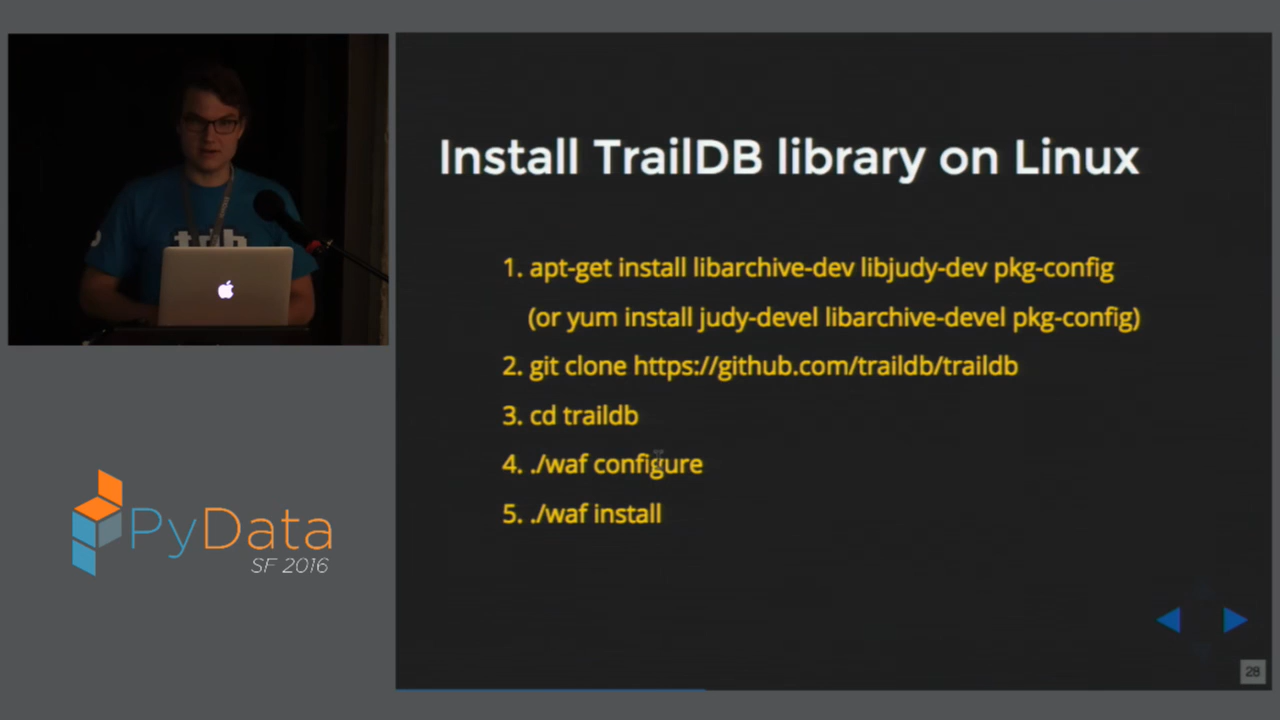 Install TrailDB library on Linux
1. apt-get install libarchive-dev libjudy-dev pkg-config
(or yum install judy-devel libarchive-devel pkg-config)
2. git clone https://github.com/traildb/traildb
3. cd traildb
4. ./waf configure
5. ./waf install
PyData
SF 2016
28